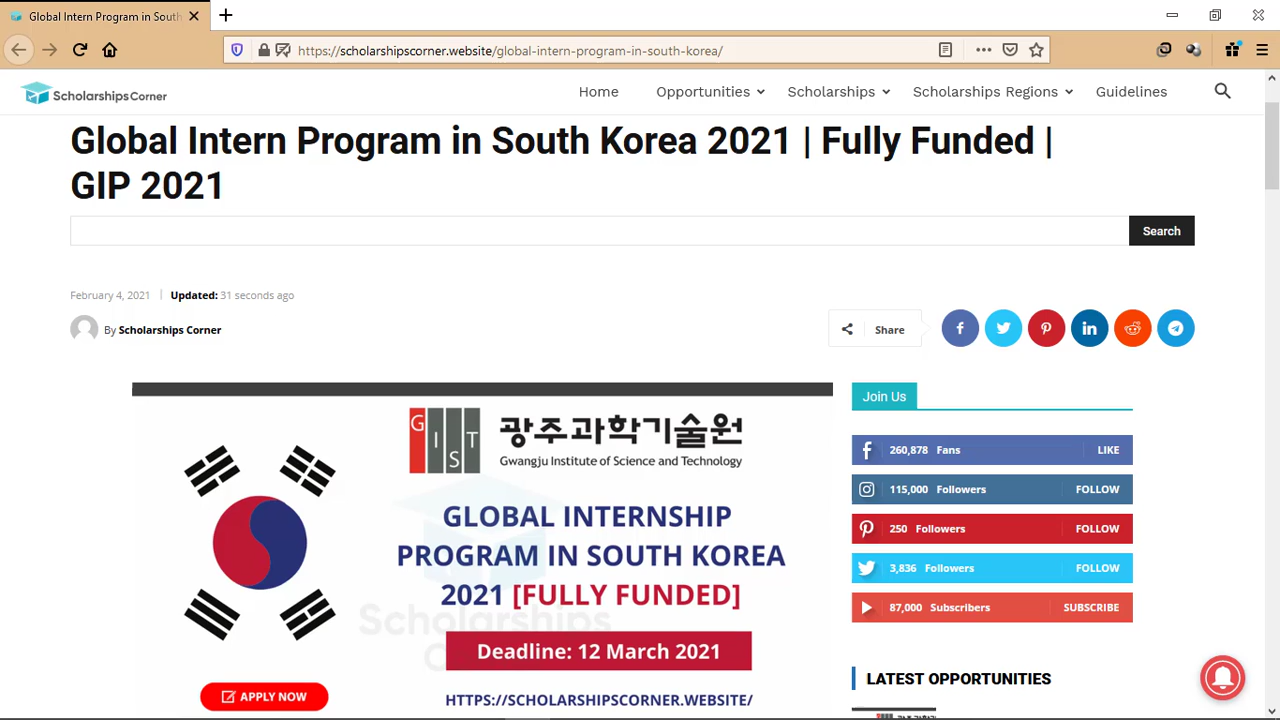 Global Intern Program in South
https://scholarshipscorner.website/global-intern-program-in-south-korea/
ScholarshipsCorner
Home Opportunities Scholarships Scholarships Regions Guidelines
Global Intern Program in South Korea 2021 | Fully Funded |
GIP 2021
Search
February 4, 2021 | Updated: 31 seconds ago
By Scholarships Corner
Share
GIST
광주과학기술원
Gwangju Institute of Science and Technology
GLOBAL INTERNSHIP
PROGRAM IN SOUTH KOREA
2021 [FULLY FUNDED]
Scholarships
Deadline: 12 March 2021
APPLY NOW
HTTPS://SCHOLARSHIPSCORNER.WEBSITE/
Join Us
260,878 Fans LIKE
115,000 Followers FOLLOW
250 Followers FOLLOW
3,836 Followers FOLLOW
87,000 Subscribers SUBSCRIBE
LATEST OPPORTUNITIES